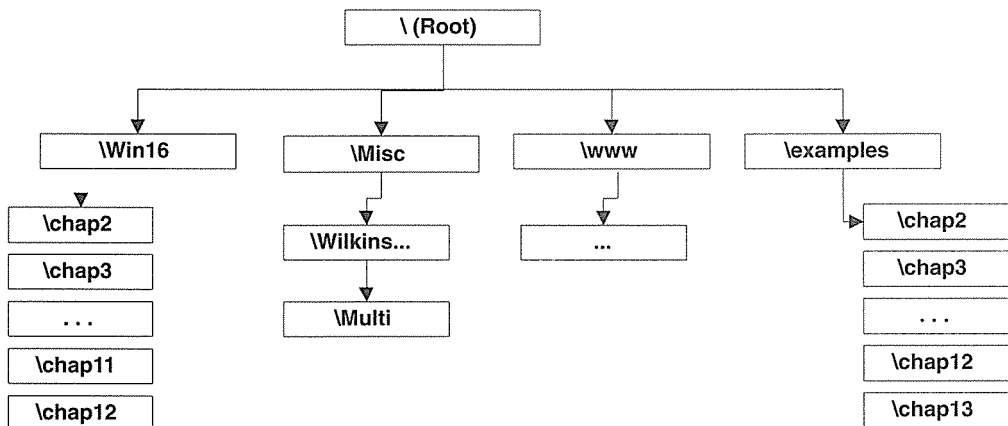 \ (Root)
\Win16
\Misc
\www
\examples
\chap2
\chap3
. . .
\chap11
\chap12
\Wilkins...
\Multi
...
\chap2
\chap3
. . .
\chap12
\chap13